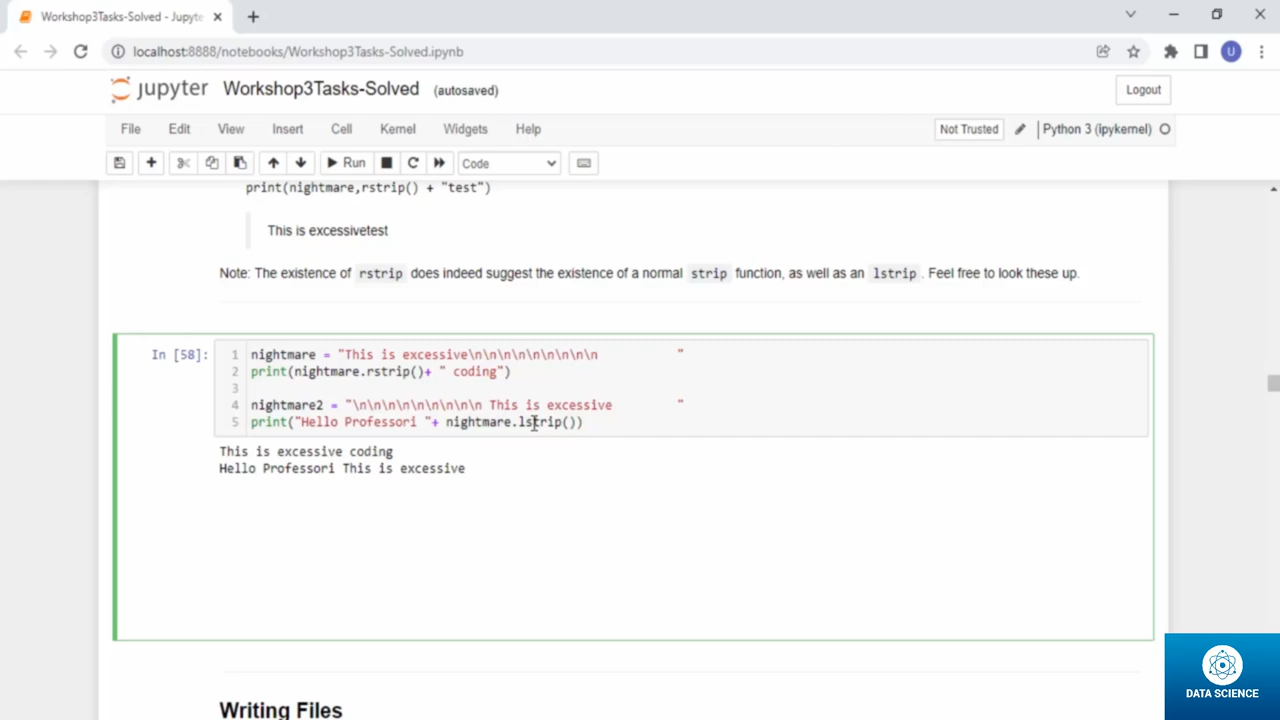 Workshop3Tasks-Solved - Jupyte
localhost:8888/notebooks/Workshop3Tasks-Solved.ipynb
U
jupyter Workshop3Tasks-Solved (autosaved)
Logout
File Edit View Insert Cell Kernel Widgets Help
Not Trusted Python 3 (ipykernel)
Run Code
print(nightmare,rstrip() + "test")
This is excessivetest
Note: The existence of rstrip does indeed suggest the existence of a normal strip function, as well as an lstrip . Feel free to look these up.
In [58]:
1 nightmare = "This is excessive\n\n\n\n\n\n\n\n\n           "
2 print(nightmare.rstrip()+ " coding")
3
4 nightmare2 = "\n\n\n\n\n\n\n\n\n This is excessive         "
5 print("Hello Professori "+ nightmare.lstrip())
This is excessive coding
Hello Professori This is excessive
Writing Files
DATA SCIENCE